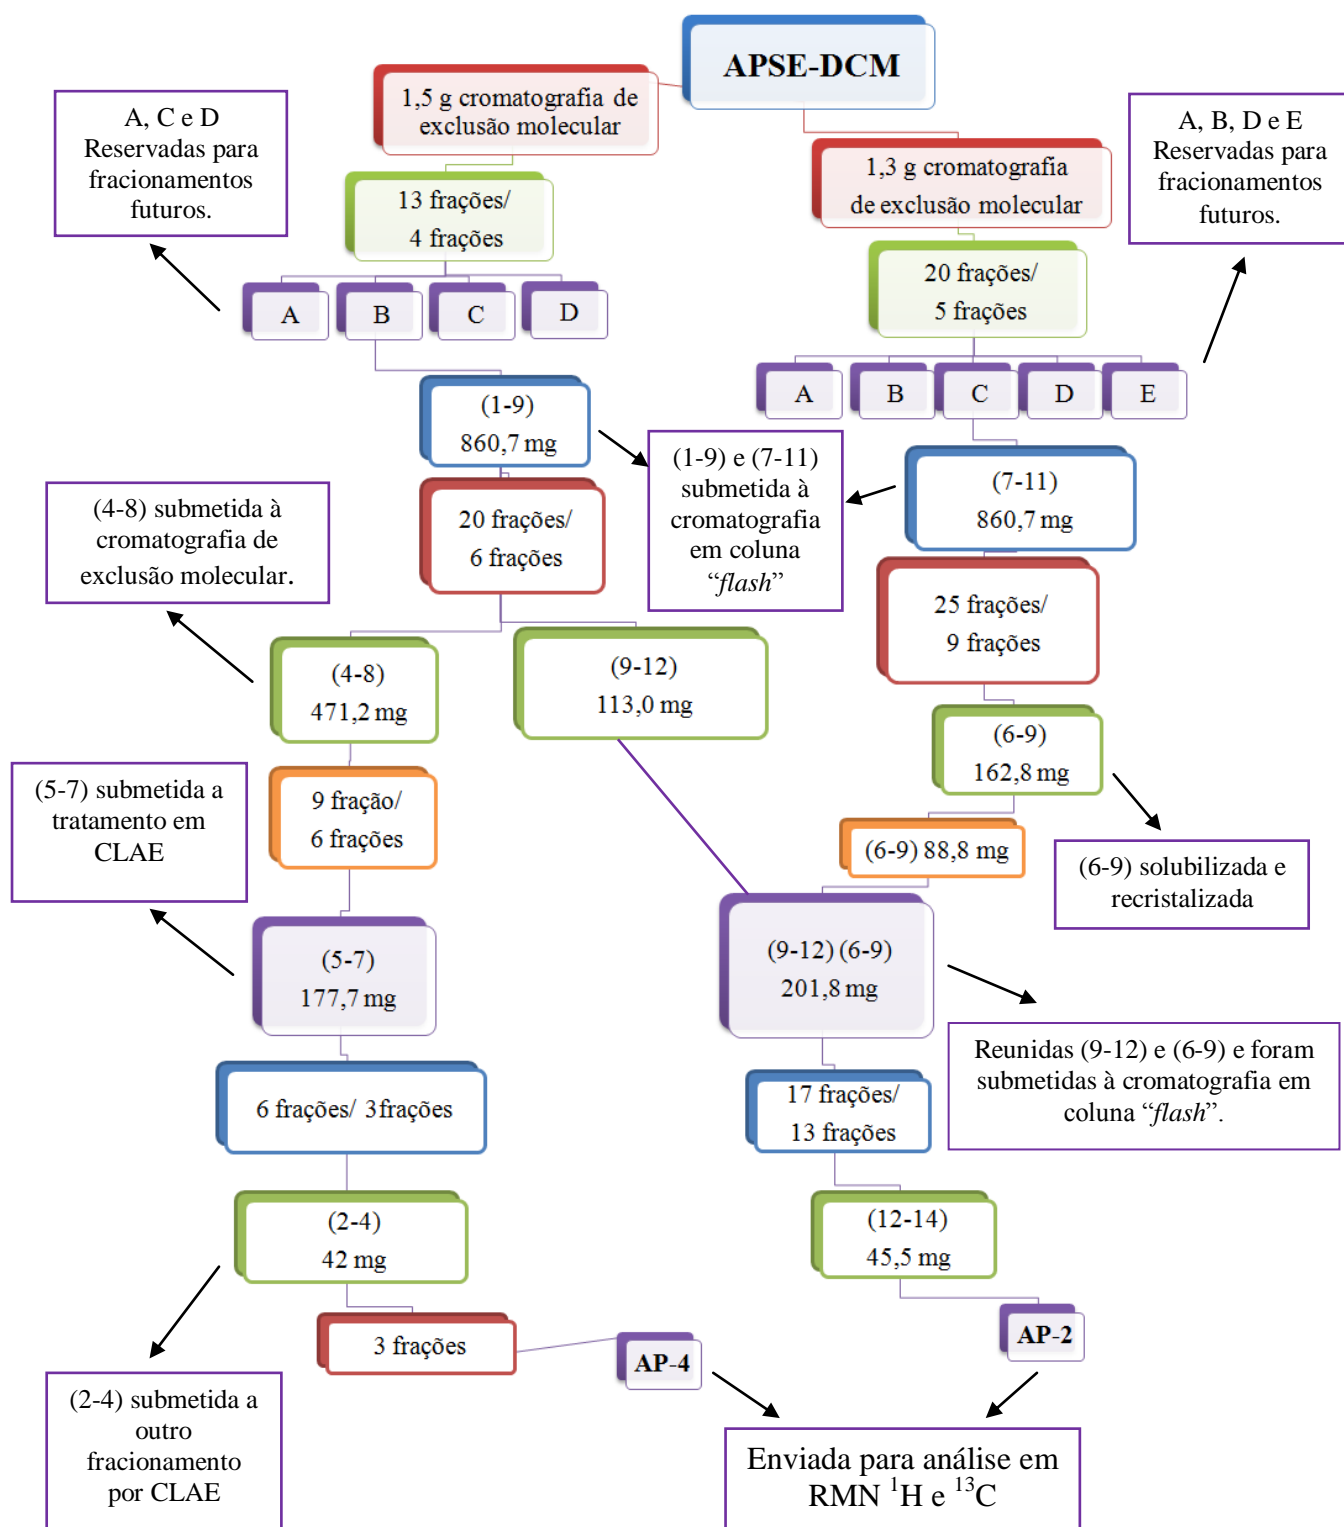 APSE-DCM
1,5 g cromatografia de
exclusão molecular
A, C e D
Reservadas para
fracionamentos
futuros.
A, B, D e E
Reservadas para
fracionamentos
futuros.
1,3 g cromatografia
de exclusão molecular
13 frações/
4 frações
20 frações/
5 frações
A
B
C
D
A
B
C
D
E
(1-9)
860,7 mg
(1-9) e (7-11)
submetida à
cromatografia
em coluna
“flash”
(7-11)
860,7 mg
(4-8) submetida à
cromatografia de
exclusão molecular.
20 frações/
6 frações
25 frações/
9 frações
(4-8)
471,2 mg
(9-12)
113,0 mg
(6-9)
162,8 mg
(5-7) submetida a
tratamento em
CLAE
9 fração/
6 frações
(6-9) 88,8 mg
(6-9) solubilizada e
recristalizada
(5-7)
177,7 mg
(9-12) (6-9)
201,8 mg
Reunidas (9-12) e (6-9) e foram
submetidas à cromatografia em
coluna “flash”.
6 frações/ 3frações
17 frações/
13 frações
(2-4)
42 mg
(12-14)
45,5 mg
3 frações
AP-4
AP-2
(2-4) submetida a
outro
fracionamento
por CLAE
Enviada para análise em
RMN ¹H e ¹³C